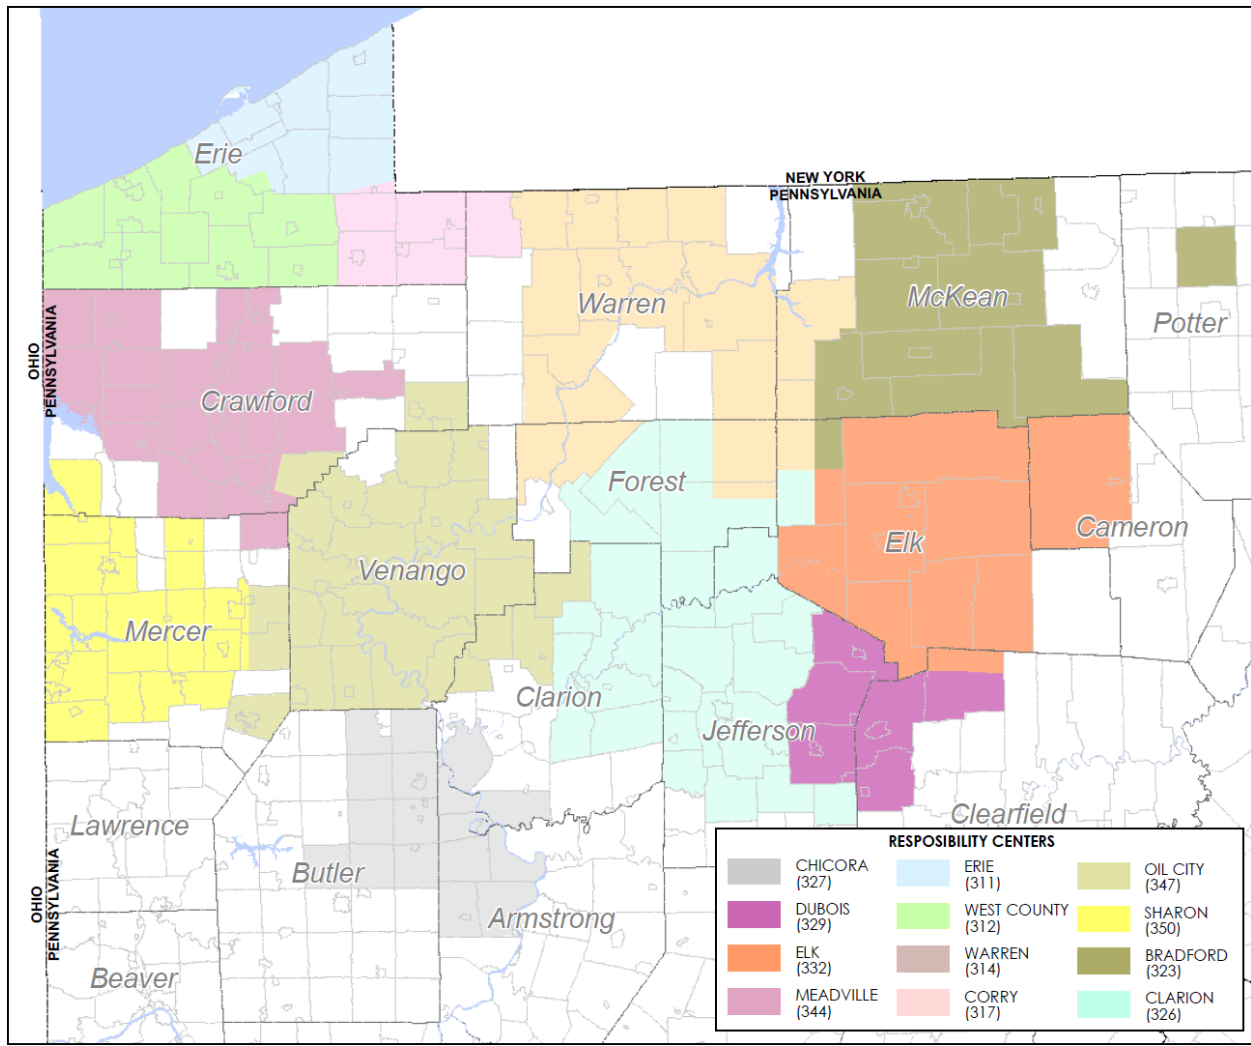 Erie
NEW YORK
PENNSYLVANIA
Warren
McKean
Potter
OHIO
PENNSYLVANIA
Crawford
Forest
Cameron
Elk
Venango
Mercer
Clarion
Jefferson
Lawrence
Clearfield
Butler
Armstrong
OHIO
PENNSYLVANIA
Beaver
RESPOSIBILITY CENTERS
CHICORA
(327)
DUBOIS
(329)
ELK
(332)
MEADVILLE
(344)
ERIE
(311)
WEST COUNTY
(312)
WARREN
(314)
CORRY
(317)
OIL CITY
(347)
SHARON
(350)
BRADFORD
(323)
CLARION
(326)